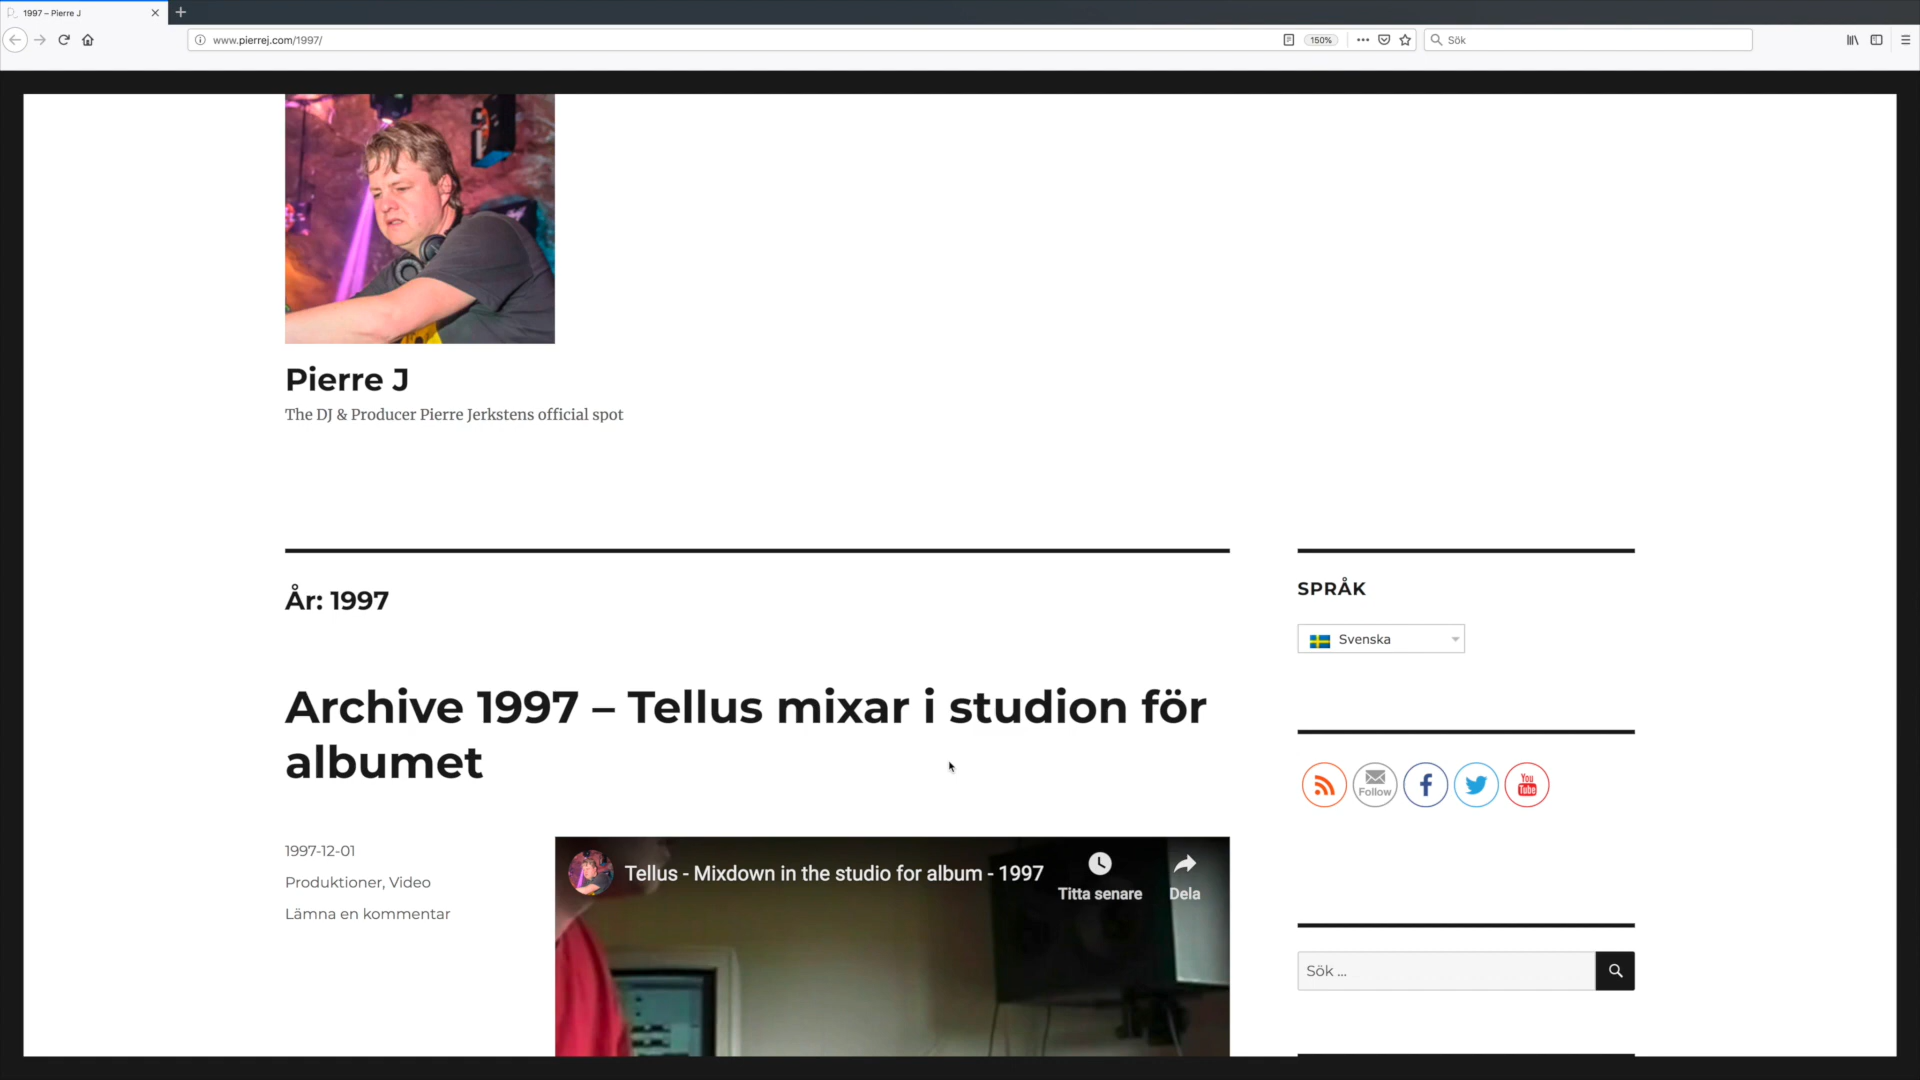 1997 – Pierre J
www.pierrej.com/1997/
150%
Sök
Pierre J
The DJ & Producer Pierre Jerkstens official spot
År: 1997
Archive 1997 – Tellus mixar i studion för
albumet
1997-12-01
Produktioner, Video
Lämna en kommentar
Tellus - Mixdown in the studio for album - 1997
Titta senare
Dela
SPRÅK
Svenska
Follow
You
Tube
Sök ...